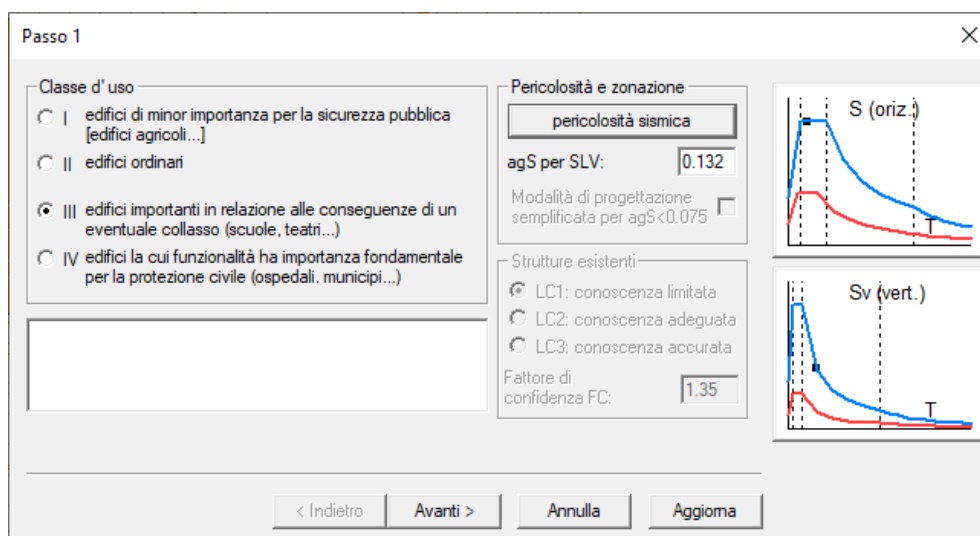 Passo 1
Classe d' uso
I edifici di minor importanza per la sicurezza pubblica
[edifici agricoli...]
II edifici ordinari
III edifici importanti in relazione alle conseguenze di un
eventuale collasso (scuole, teatri...)
IV edifici la cui funzionalità ha importanza fondamentale
per la protezione civile (ospedali. municipi...)
Pericolosità e zonazione
pericolosità sismica
agS per SLV: 0.132
Modalità di progettazione
semplificata per agS<0.075
Strutture esistenti
LC1: conoscenza limitata
LC2: conoscenza adeguata
LC3: conoscenza accurata
Fattore di
confidenza FC: 1.35
S (oriz.)
T
Sv (vert.)
T
< Indietro
Avanti >
Annulla
Aggiorna